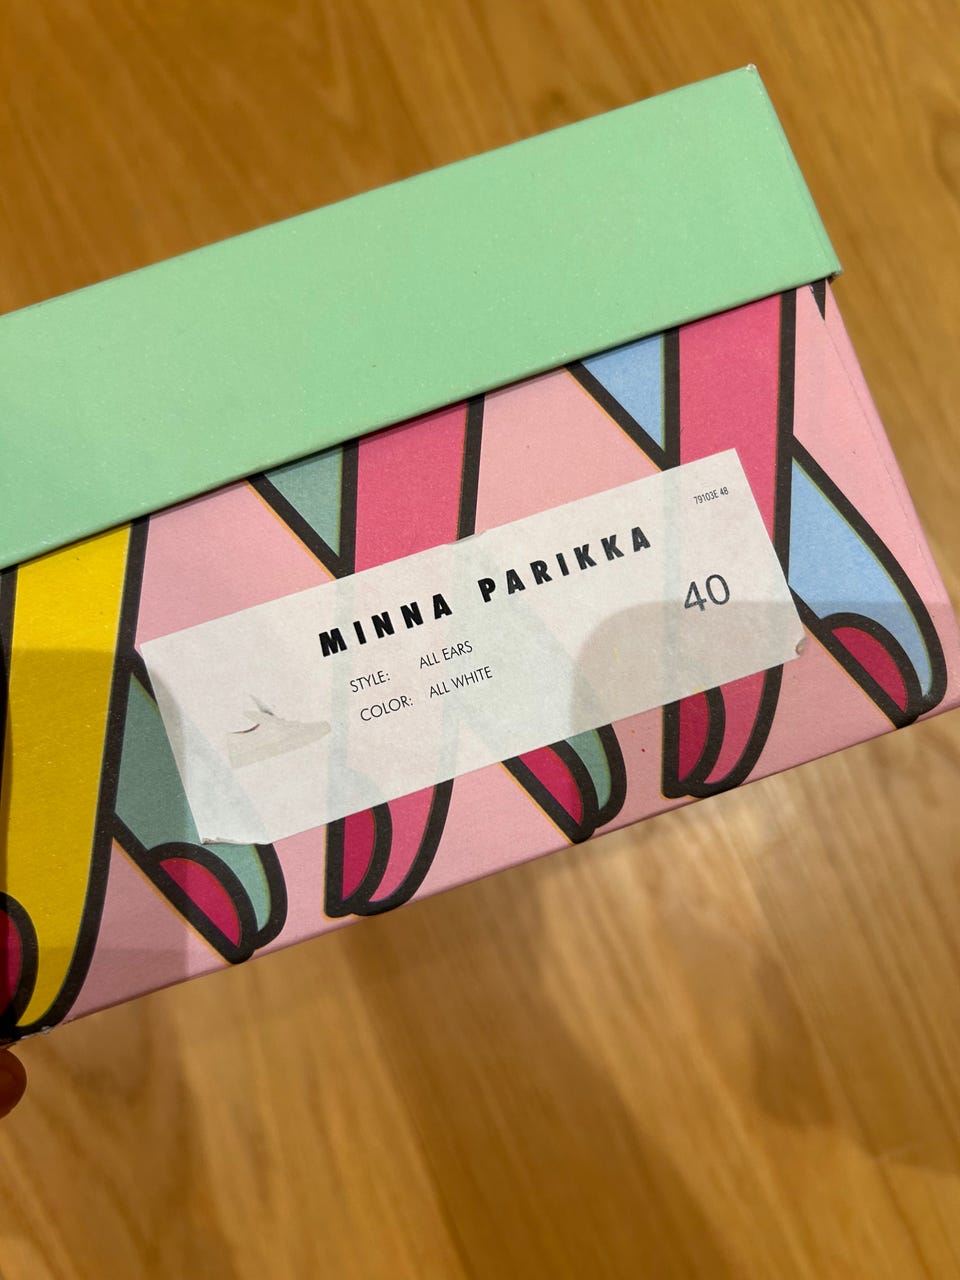 79103E 48
MINNA PARIKKA
40
STYLE: ALL EARS
COLOR: ALL WHITE